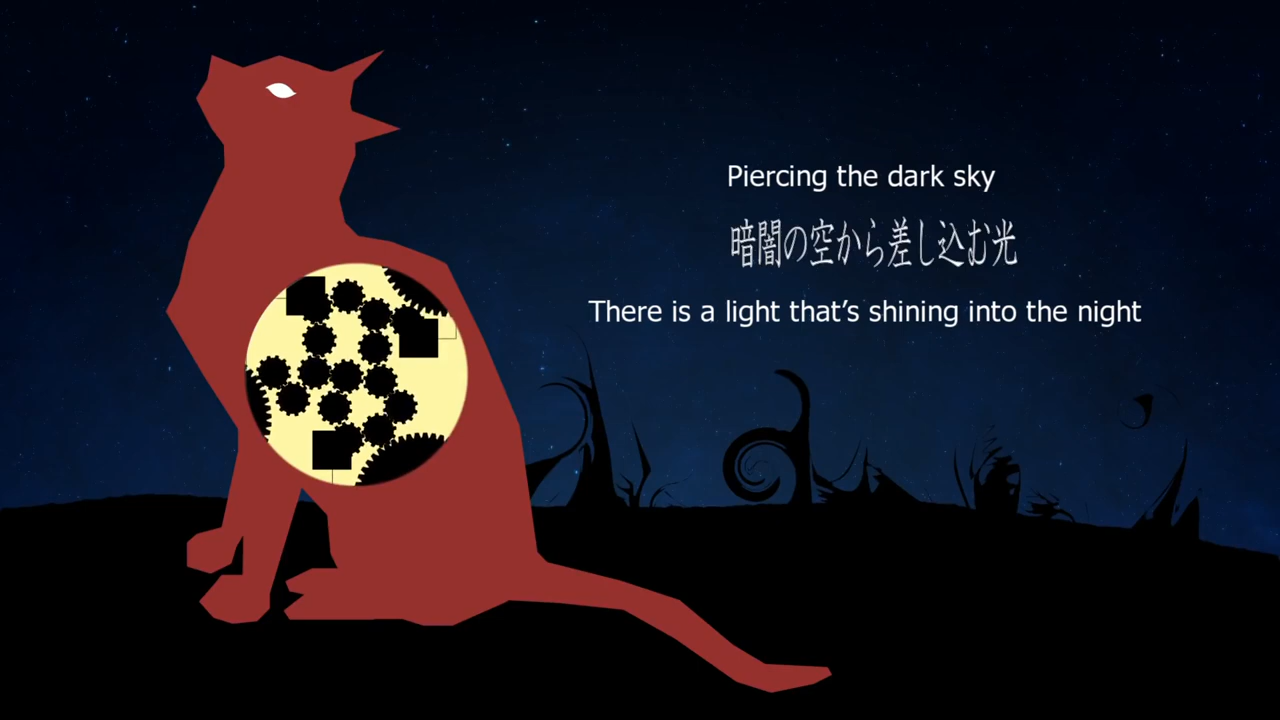 Piercing the dark sky
暗闇の空から差し込む光
There is a light that's shining into the night